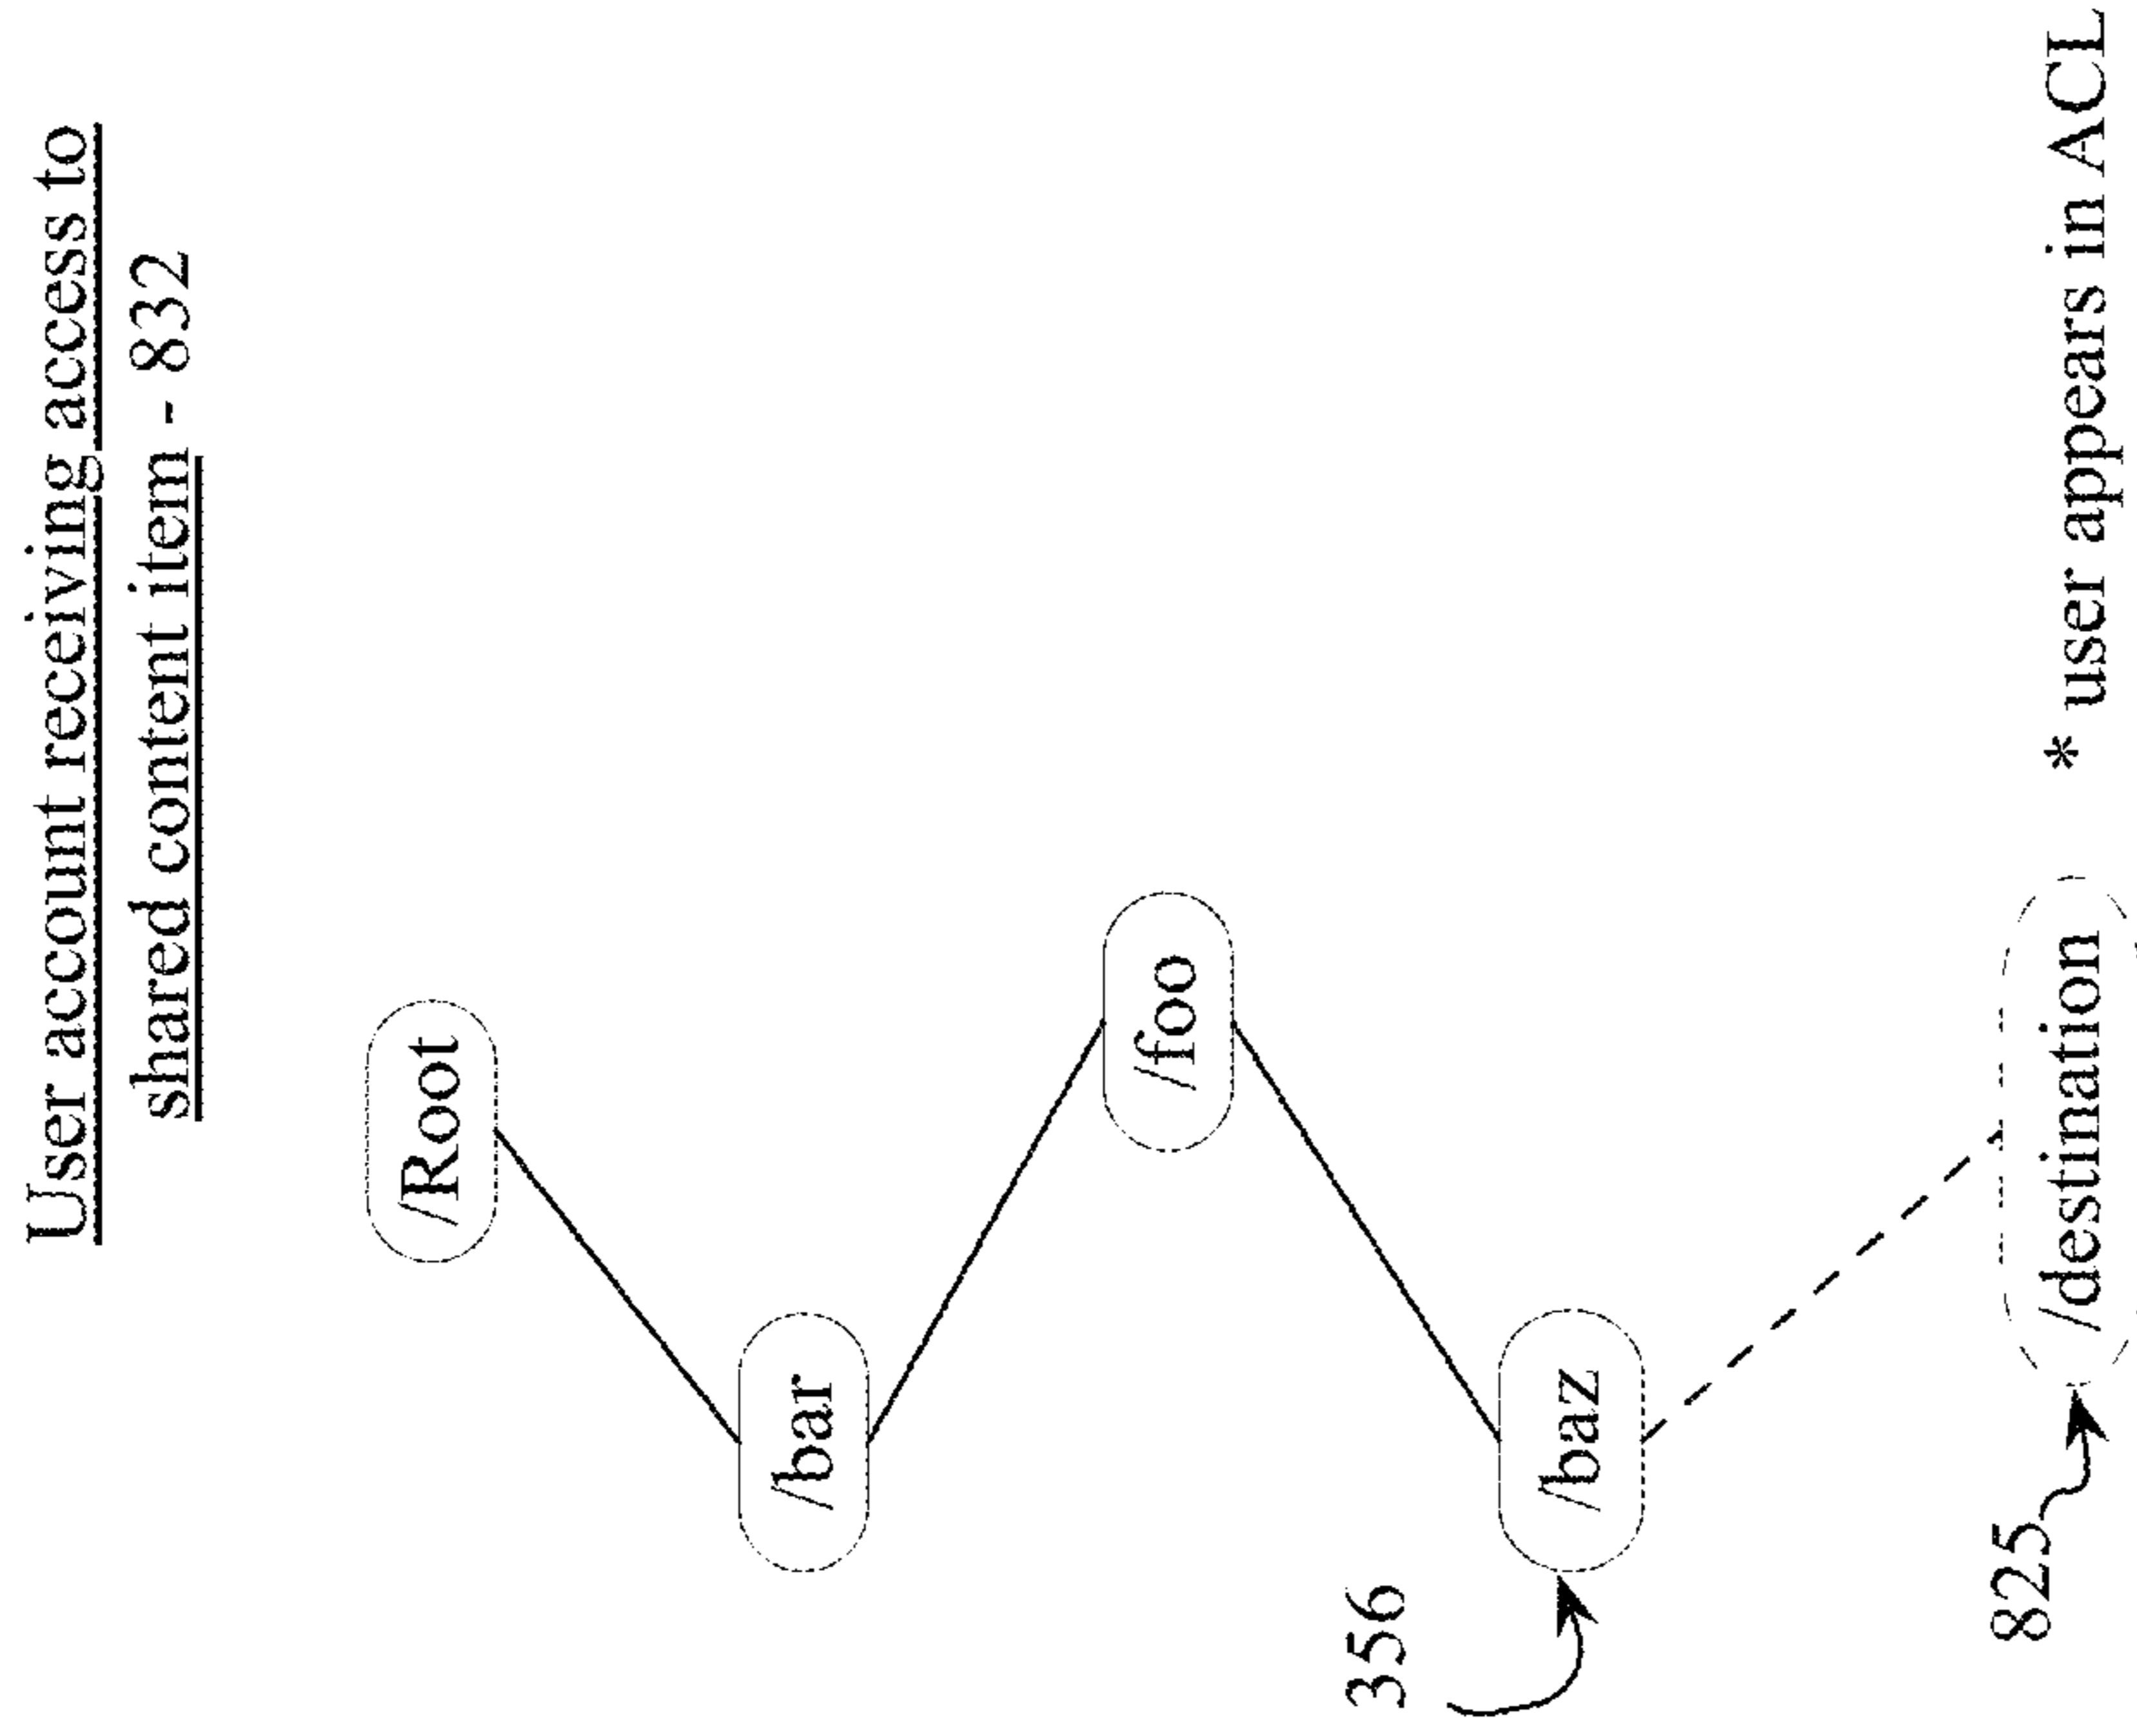 User account receiving access to
shared content item - 832
/Root
/bar
/foo
356
/baz
825
/destination
* user appears in ACL